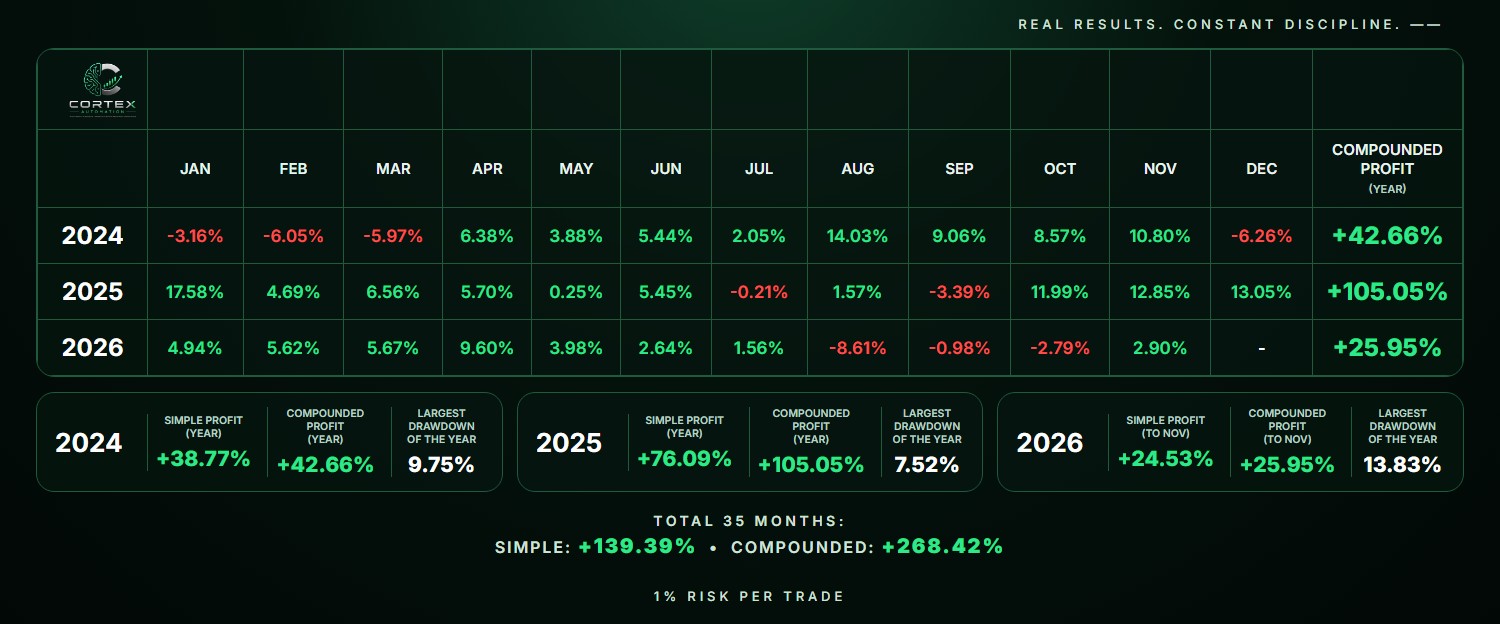 REAL RESULTS. CONSTANT DISCIPLINE. ——
CORTEX
AUTOMATION
JAN FEB MAR APR MAY JUN JUL AUG SEP OCT NOV DEC COMPOUNDED PROFIT (YEAR)
2024 -3.16% -6.05% -5.97% 6.38% 3.88% 5.44% 2.05% 14.03% 9.06% 8.57% 10.80% -6.26% +42.66%
2025 17.58% 4.69% 6.56% 5.70% 0.25% 5.45% -0.21% 1.57% -3.39% 11.99% 12.85% 13.05% +105.05%
2026 4.94% 5.62% 5.67% 9.60% 3.98% 2.64% 1.56% -8.61% -0.98% -2.79% 2.90% - +25.95%
2024
SIMPLE PROFIT
(YEAR)
+38.77%
COMPOUNDED
PROFIT
(YEAR)
+42.66%
LARGEST
DRAWDOWN
OF THE YEAR
9.75%
2025
SIMPLE PROFIT
(YEAR)
+76.09%
COMPOUNDED
PROFIT
(YEAR)
+105.05%
LARGEST
DRAWDOWN
OF THE YEAR
7.52%
2026
SIMPLE PROFIT
(TO NOV)
+24.53%
COMPOUNDED
PROFIT
(TO NOV)
+25.95%
LARGEST
DRAWDOWN
OF THE YEAR
13.83%
TOTAL 35 MONTHS:
SIMPLE: +139.39% • COMPOUNDED: +268.42%
1% RISK PER TRADE